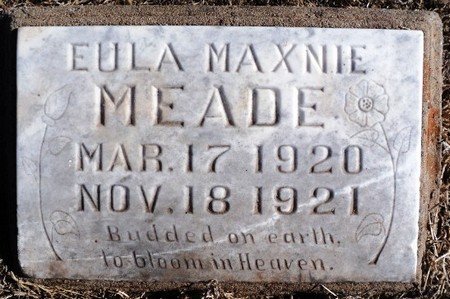 EULA MAXNIE
MEADE
MAR. 17 1920
NOV. 18 1921
Budded on earth,
to bloom in Heaven.